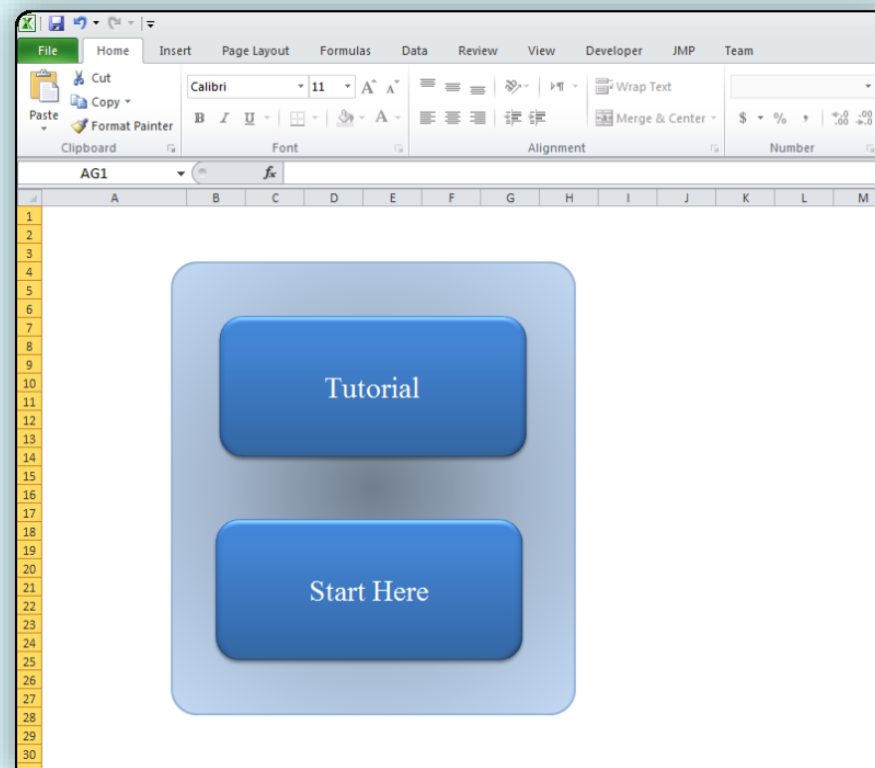 File Home Insert Page Layout Formulas Data Review View Developer JMP Team
Cut
Copy
Format Painter
Paste
Calibri 11 A A
B I U A
Wrap Text
Merge & Center
$ % ,
Clipboard Font Alignment Number
AG1 fx
A B C D E F G H I J K L M
1
2
3
4
5
6
7
8
9
10
11
12
13
14
15
16
17
18
19
20
21
22
23
24
25
26
27
28
29
30
Tutorial
Start Here